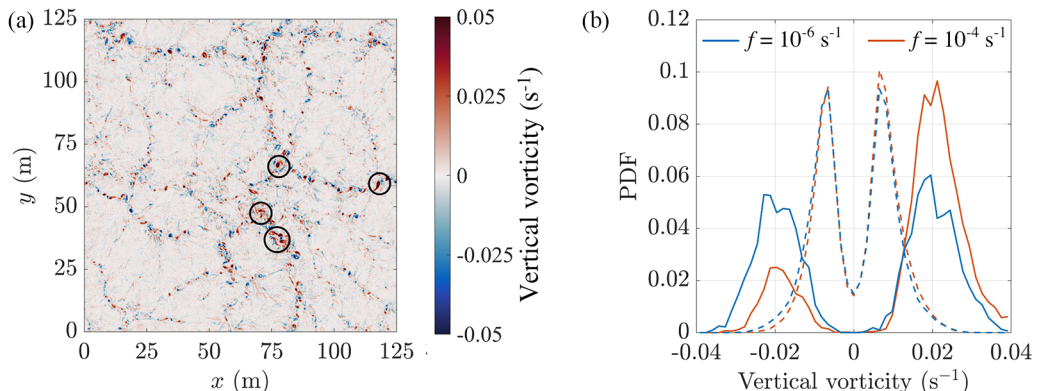 (a)
125
100
75
50
25
0
y (m)
0 25 50 75 100 125
x (m)
0.05
0.025
0
-0.025
-0.05
Vertical vorticity (s⁻¹)
(b)
0.12
0.1
0.08
0.06
0.04
0.02
0
PDF
f = 10⁻⁶ s⁻¹
f = 10⁻⁴ s⁻¹
-0.04 -0.02 0 0.02 0.04
Vertical vorticity (s⁻¹)